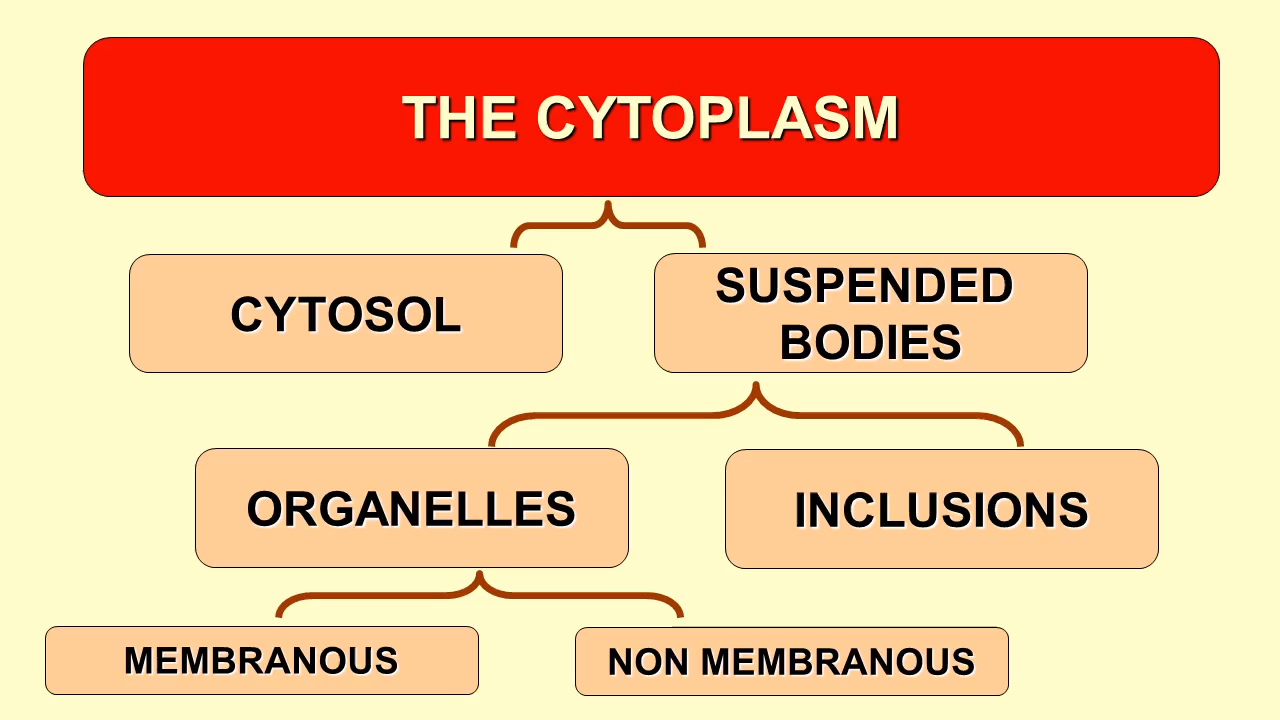 THE CYTOPLASM
CYTOSOL
SUSPENDED
BODIES
ORGANELLES
INCLUSIONS
MEMBRANOUS
NON MEMBRANOUS